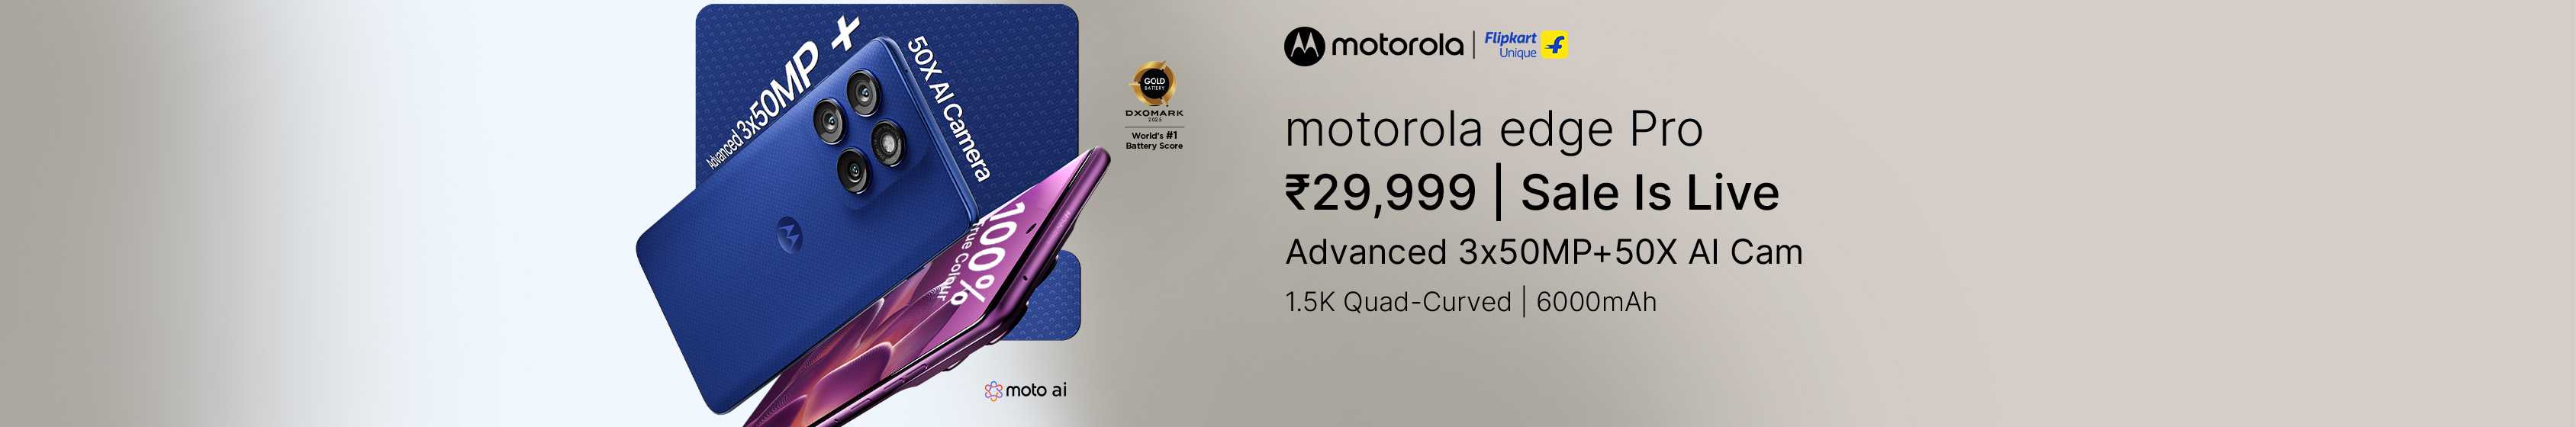 Advanced 3x50MP +
50X AI Camera
100%
True Colour
moto ai
GOLD
BATTERY
DXOMARK
2025
World's #1
Battery Score
motorola
Flipkart
Unique
motorola edge Pro
₹29,999 | Sale Is Live
Advanced 3x50MP+50X AI Cam
1.5K Quad-Curved | 6000mAh